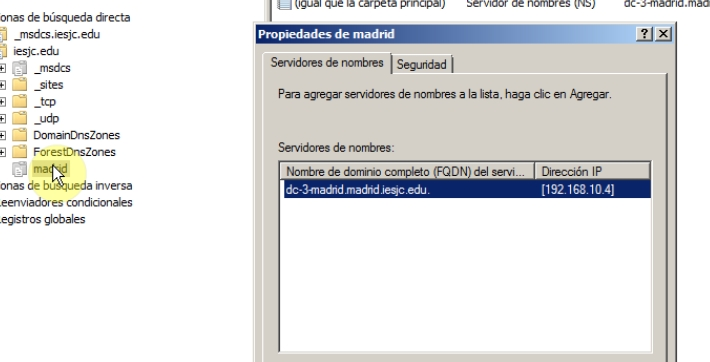 (igual que la carpeta principal) Servidor de nombres (NS) dc-3-madrid.mad
onas de búsqueda directa
_msdcs.iesjc.edu
iesjc.edu
_msdcs
_sites
_tcp
_udp
DomainDnsZones
ForestDnsZones
madrid
onas de búsqueda inversa
eenviadores condicionales
egistros globales
Propiedades de madrid
Servidores de nombres Seguridad
Para agregar servidores de nombres a la lista, haga clic en Agregar.
Servidores de nombres:
Nombre de dominio completo (FQDN) del servi... Dirección IP
dc-3-madrid.madrid.iesjc.edu. [192.168.10.4]